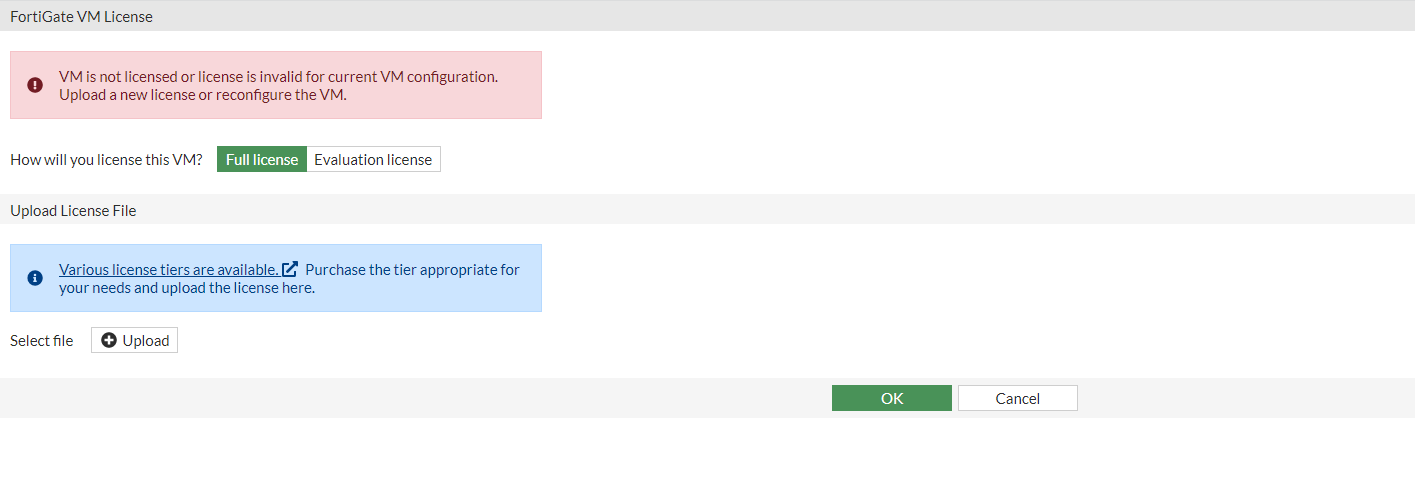 FortiGate VM License
VM is not licensed or license is invalid for current VM configuration.
Upload a new license or reconfigure the VM.
How will you license this VM? Full license Evaluation license
Upload License File
Various license tiers are available. Purchase the tier appropriate for
your needs and upload the license here.
Select file Upload
OK Cancel